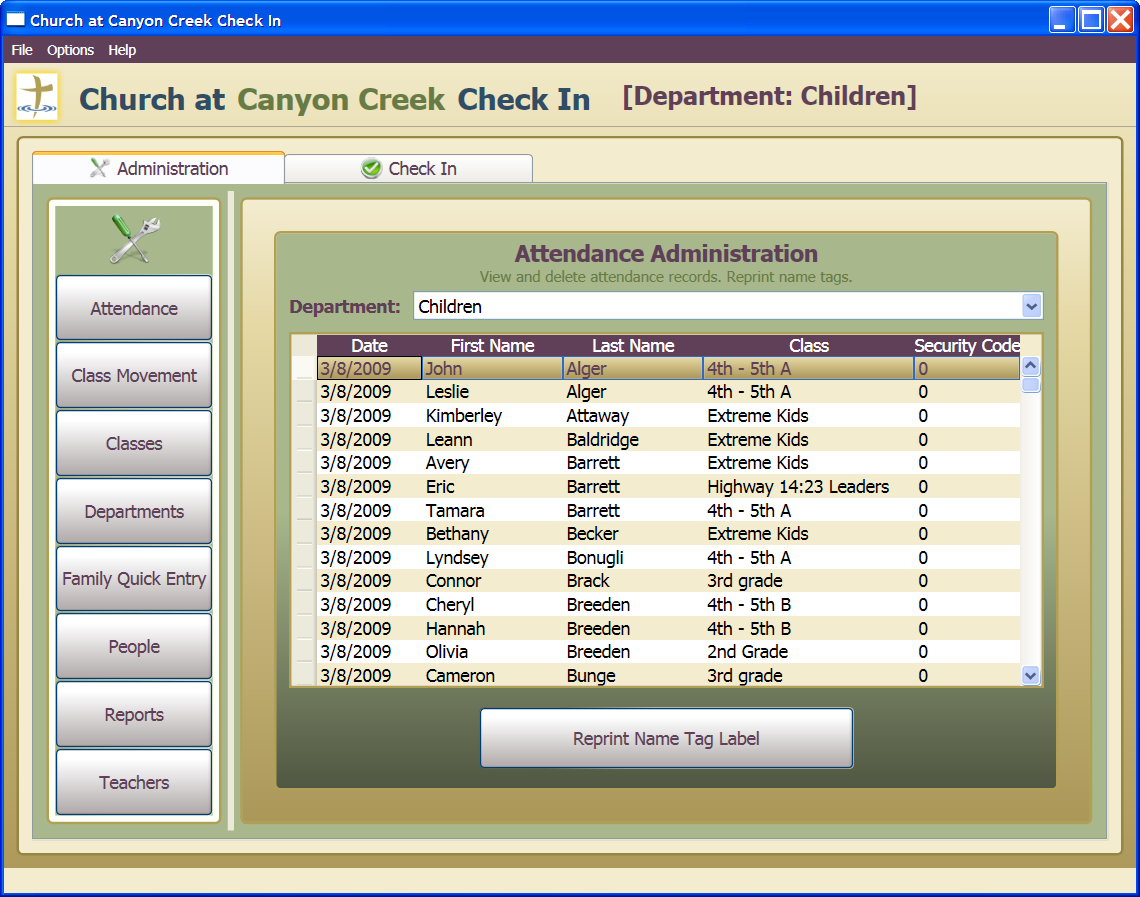 Church at Canyon Creek Check In
File Options Help
Church at Canyon Creek Check In [Department: Children]
Administration Check In
Attendance
Class Movement
Classes
Departments
Family Quick Entry
People
Reports
Teachers
Attendance Administration
View and delete attendance records. Reprint name tags.
Department: Children
Date First Name Last Name Class Security Code
3/8/2009 John Alger 4th - 5th A 0
3/8/2009 Leslie Alger 4th - 5th A 0
3/8/2009 Kimberley Attaway Extreme Kids 0
3/8/2009 Leann Baldridge Extreme Kids 0
3/8/2009 Avery Barrett Extreme Kids 0
3/8/2009 Eric Barrett Highway 14:23 Leaders 0
3/8/2009 Tamara Barrett 4th - 5th A 0
3/8/2009 Bethany Becker Extreme Kids 0
3/8/2009 Lyndsey Bonugli 4th - 5th A 0
3/8/2009 Connor Brack 3rd grade 0
3/8/2009 Cheryl Breeden 4th - 5th B 0
3/8/2009 Hannah Breeden 4th - 5th B 0
3/8/2009 Olivia Breeden 2nd Grade 0
3/8/2009 Cameron Bunge 3rd grade 0
Reprint Name Tag Label